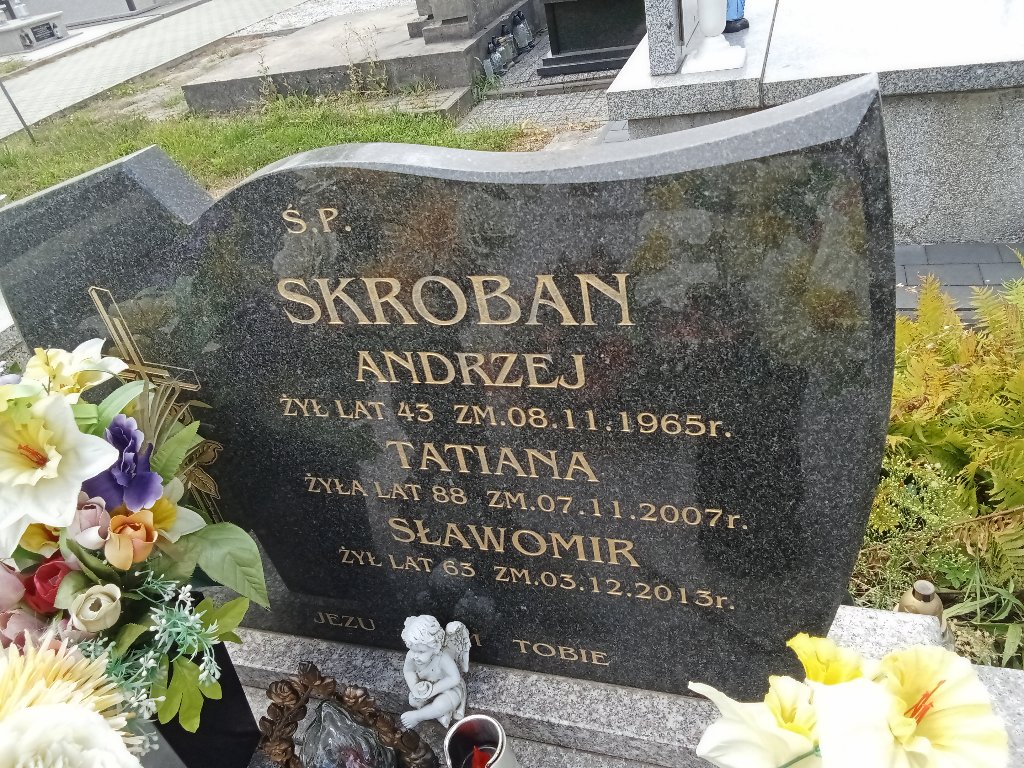 Ś.P.
SKROBAN
ANDRZEJ
ŻYŁ LAT 43 ZM.08.11.1965r.
TATIANA
ŻYŁA LAT 88 ZM.07.11.2007r.
SŁAWOMIR
ŻYŁ LAT 63 ZM.03.12.2013r.
JEZU TOBIE